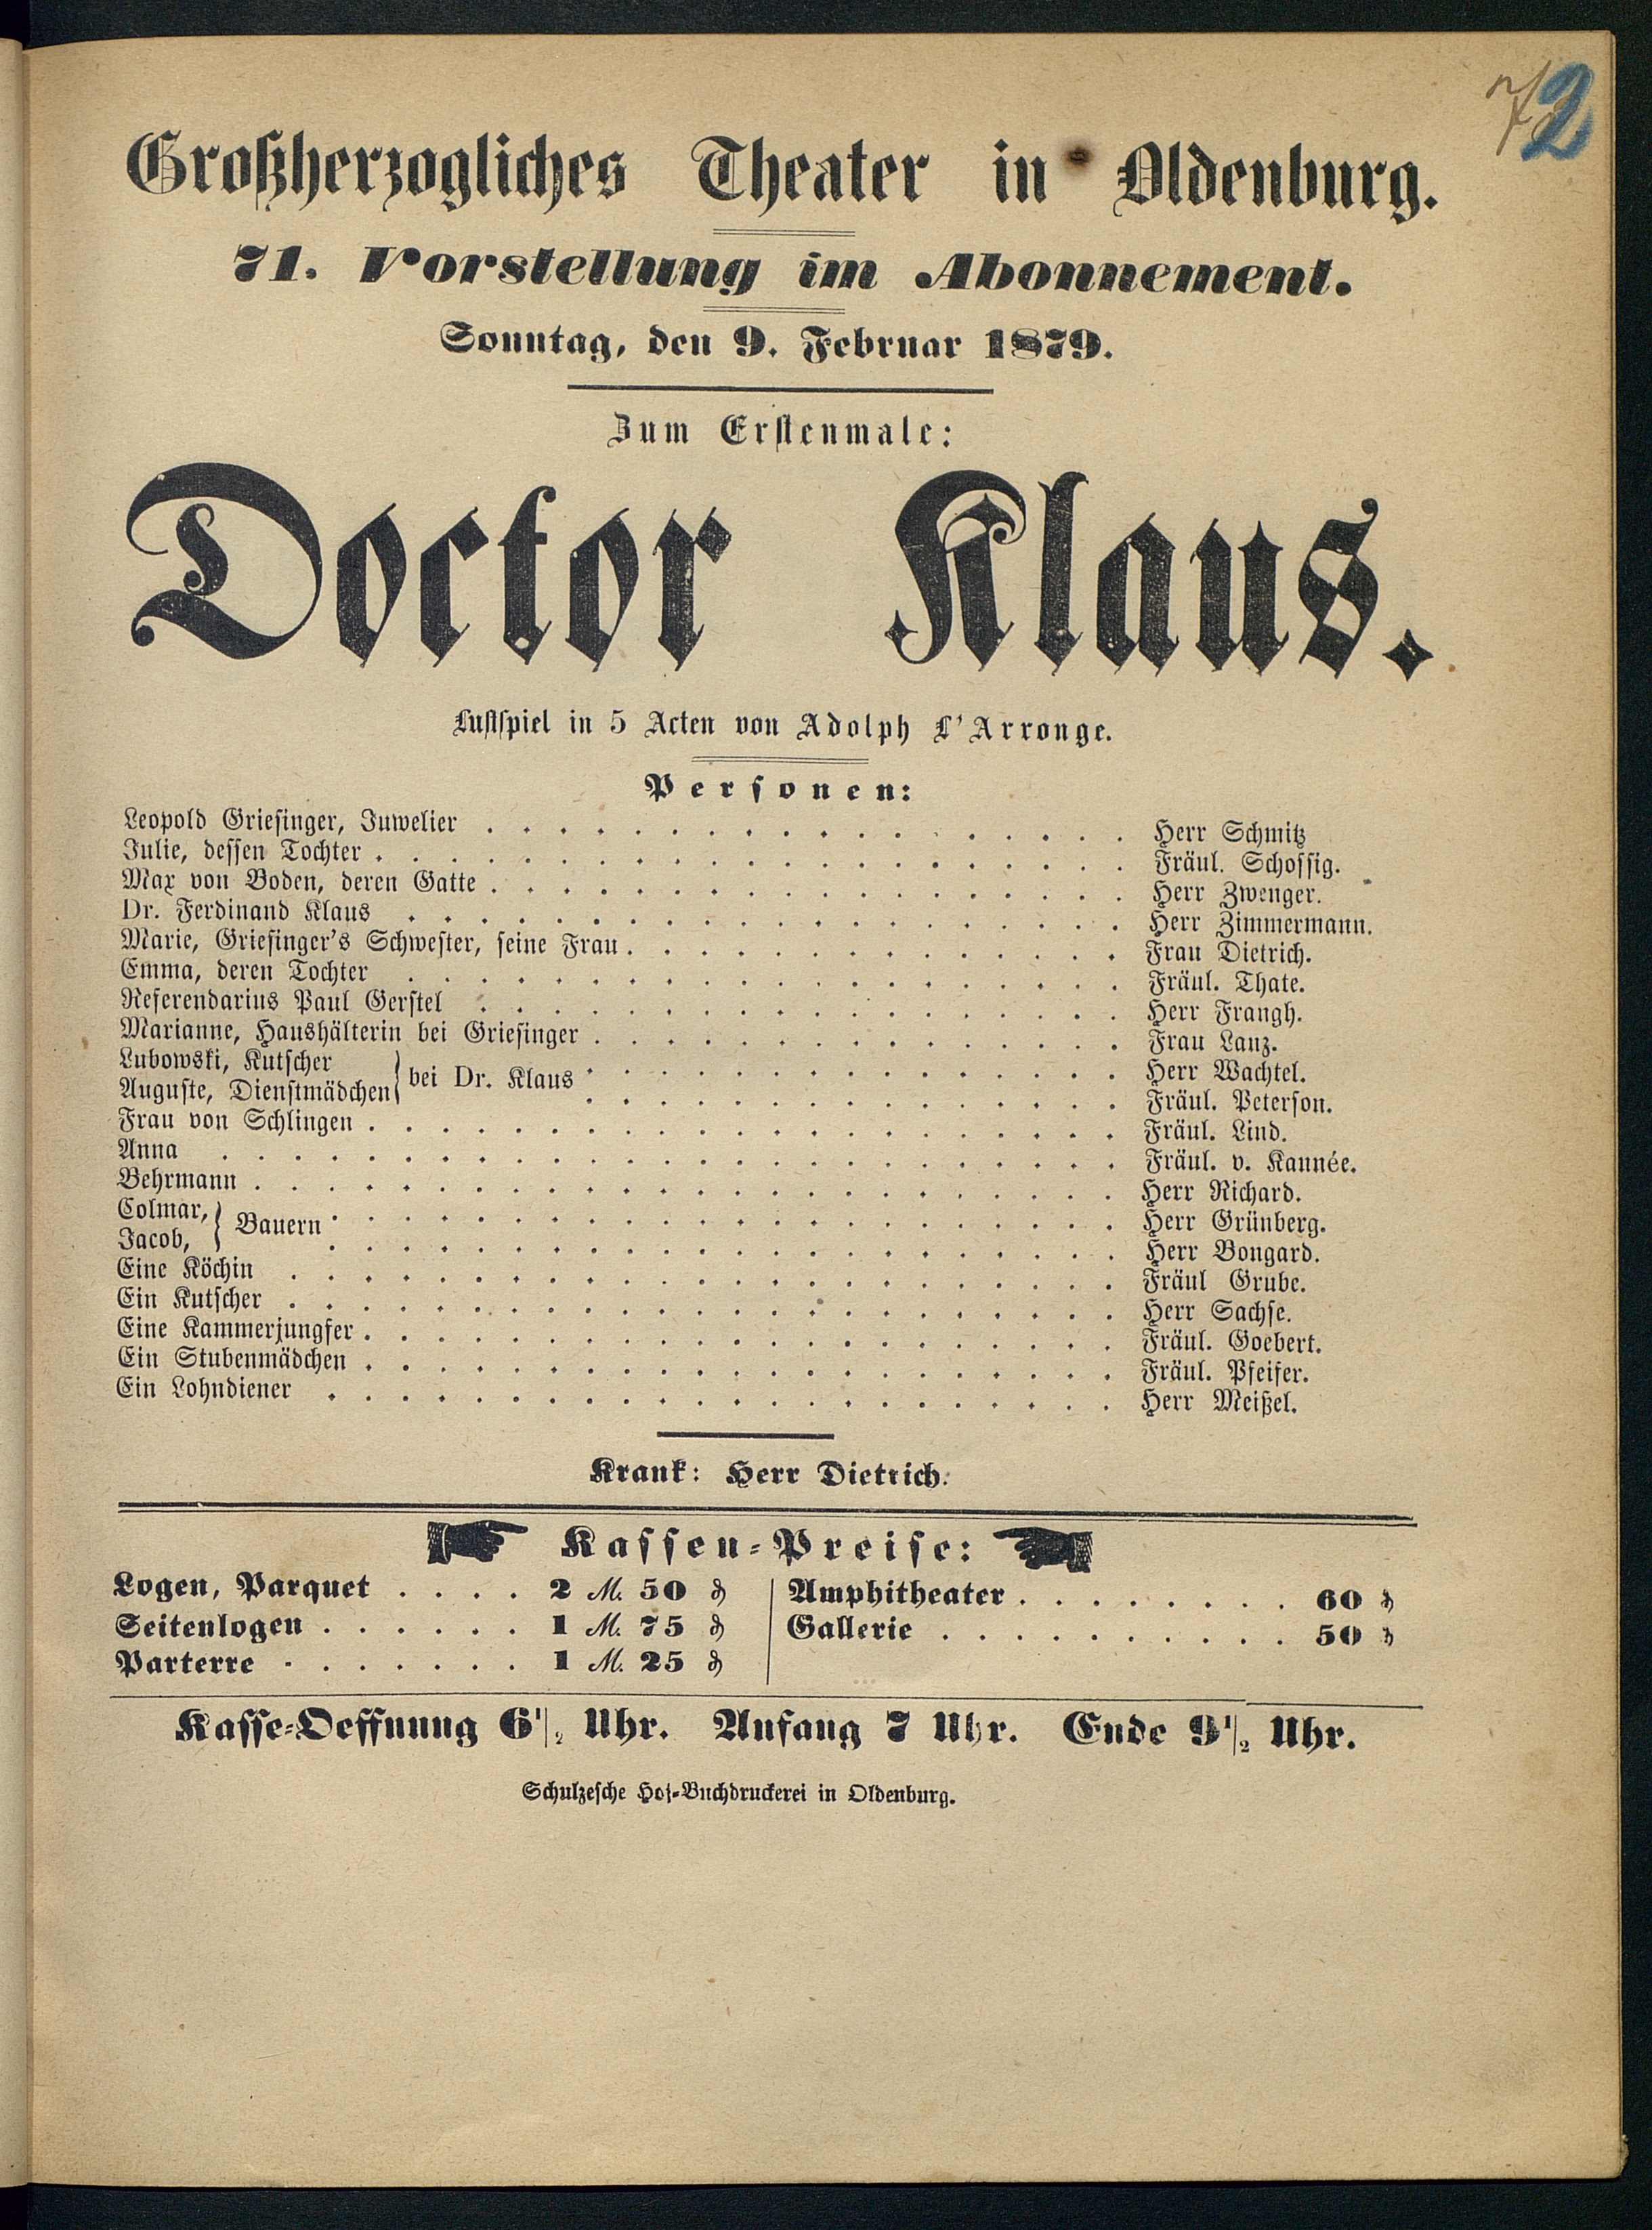 72
Großherzogliches Theater in Oldenburg.
71. Vorstellung im Abonnement.
Sonntag, den 9. Februar 1879.
Zum Erstenmale:
Doctor Klaus.
Lustspiel in 5 Acten von Adolph L'Arronge.
Personen:
Leopold Griesinger, Juwelier . . . . . . . . . . Herr Schmitz
Julie, dessen Tochter . . . . . . . . . . Fräul. Schossig.
Max von Boden, deren Gatte . . . . . . . . . . Herr Zwenger.
Dr. Ferdinand Klaus . . . . . . . . . . Herr Zimmermann.
Marie, Griesinger's Schwester, seine Frau . . . . . . . . . . Frau Dietrich.
Emma, deren Tochter . . . . . . . . . . Fräul. Thate.
Referendarius Paul Gerstel . . . . . . . . . . Herr Frangh.
Marianne, Haushälterin bei Griesinger . . . . . . . . . . Frau Lanz.
Lubowski, Kutscher } bei Dr. Klaus . . . . . . . . . . Herr Wachtel.
Auguste, Dienstmädchen } . . . . . . . . . . Fräul. Peterson.
Frau von Schlingen . . . . . . . . . . Fräul. Lind.
Anna . . . . . . . . . . Fräul. v. Kannée.
Behrmann . . . . . . . . . . Herr Richard.
Colmar, } Bauern . . . . . . . . . . Herr Grünberg.
Jacob, } . . . . . . . . . . Herr Bongard.
Eine Köchin . . . . . . . . . . Fräul Grube.
Ein Kutscher . . . . . . . . . . Herr Sachse.
Eine Kammerjungfer . . . . . . . . . . Fräul. Goebert.
Ein Stubenmädchen . . . . . . . . . . Fräul. Pfeifer.
Ein Lohndiener . . . . . . . . . . Herr Meißel.
Krank: Herr Dietrich.
Kassen-Preise:
Logen, Parquet . . . . 2 M. 50 ₰
Seitenlogen . . . . . . 1 M. 75 ₰
Parterre . . . . . . . 1 M. 25 ₰
Amphitheater . . . . . . . . 60 ₰
Gallerie . . . . . . . . . . 50 ₰
Kasse-Oeffnung 6 1/2 Uhr. Anfang 7 Uhr. Ende 9 1/2 Uhr.
Schulzesche Hof-Buchdruckerei in Oldenburg.